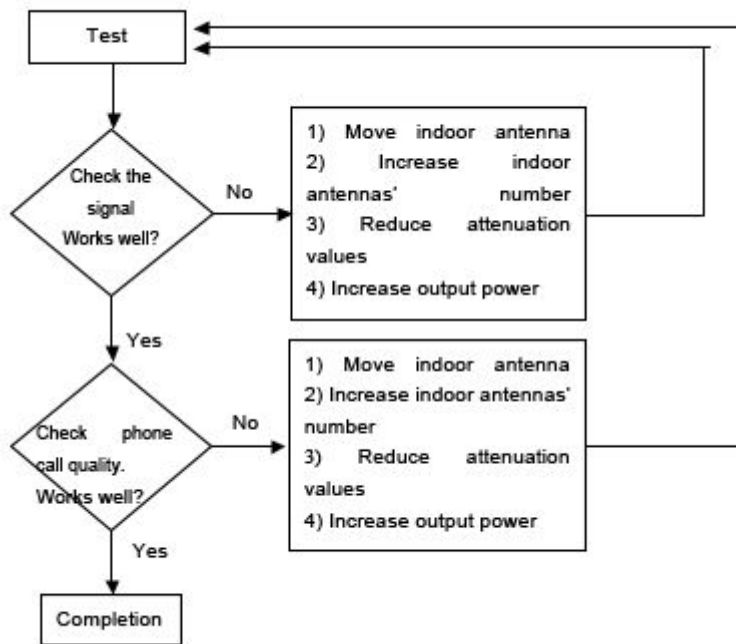 Test
Check the
signal
Works well?
No
1) Move indoor antenna
2) Increase indoor
antennas' number
3) Reduce attenuation
values
4) Increase output power
Yes
Check phone
call quality.
Works well?
No
1) Move indoor antenna
2) Increase indoor antennas'
number
3) Reduce attenuation
values
4) Increase output power
Yes
Completion